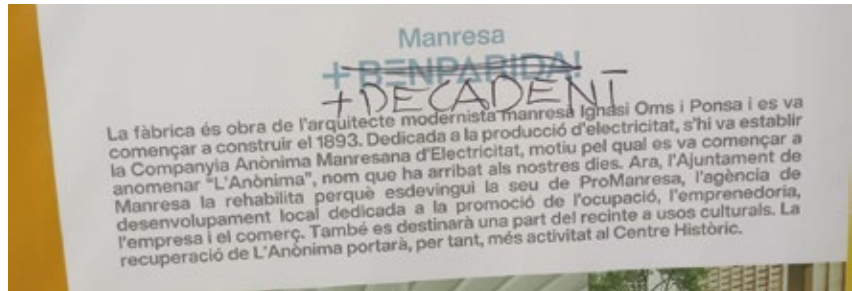 Manresa
+BENPARIDA!
+DECADENT
La fàbrica és obra de l'arquitecte modernista manresà Ignasi Oms i Ponsa i es va
començar a construir el 1893. Dedicada a la producció d'electricitat, s'hi va establir
la Companyia Anònima Manresana d'Electricitat, motiu pel qual es va començar a
anomenar "L'Anònima", nom que ha arribat als nostres dies. Ara, l'Ajuntament de
Manresa la rehabilita perquè esdevingui la seu de ProManresa, l'agència de
desenvolupament local dedicada a la promoció de l'ocupació, l'emprenedoria,
l'empresa i el comerç. També es destinarà una part del recinte a usos culturals. La
recuperació de L'Anònima portarà, per tant, més activitat al Centre Històric.